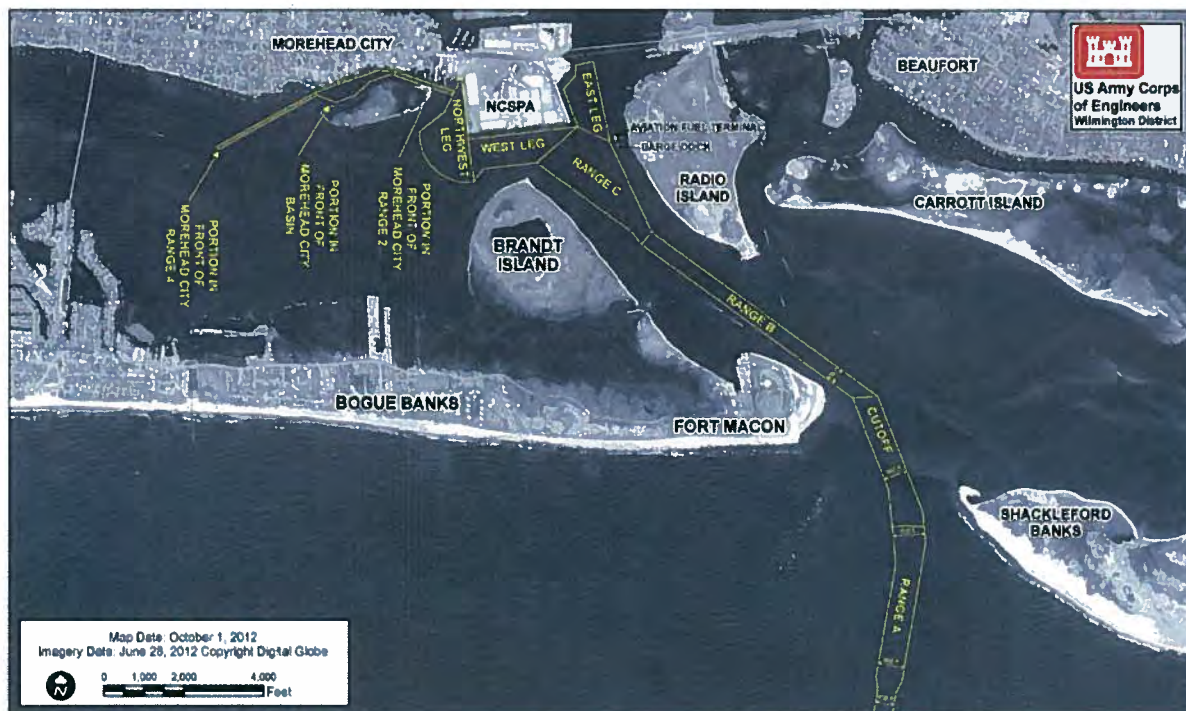 MOREHEAD CITY
BEAUFORT
US Army Corps
of Engineers
Wilmington District
NCSPA
EAST LEG
NORTHWEST
LEG
WEST LEG
AVIATION FUEL TERMINAL
BARGE DOCK
RANGE C
RADIO
ISLAND
CARROTT ISLAND
PORTION IN
FRONT OF
MOREHEAD CITY
RANGE 2
PORTION IN
FRONT OF
MOREHEAD CITY
BASIN
PORTION IN
FRONT OF
MOREHEAD CITY
RANGE 4
BRANDT
ISLAND
RANGE B
BOGUE BANKS
FORT MACON
CUTOFF
SHACKLEFORD
BANKS
RANGE A
Map Date: October 1, 2012
Imagery Date: June 28, 2012 Copyright Digital Globe
N
0 1,000 2,000 4,000
Feet